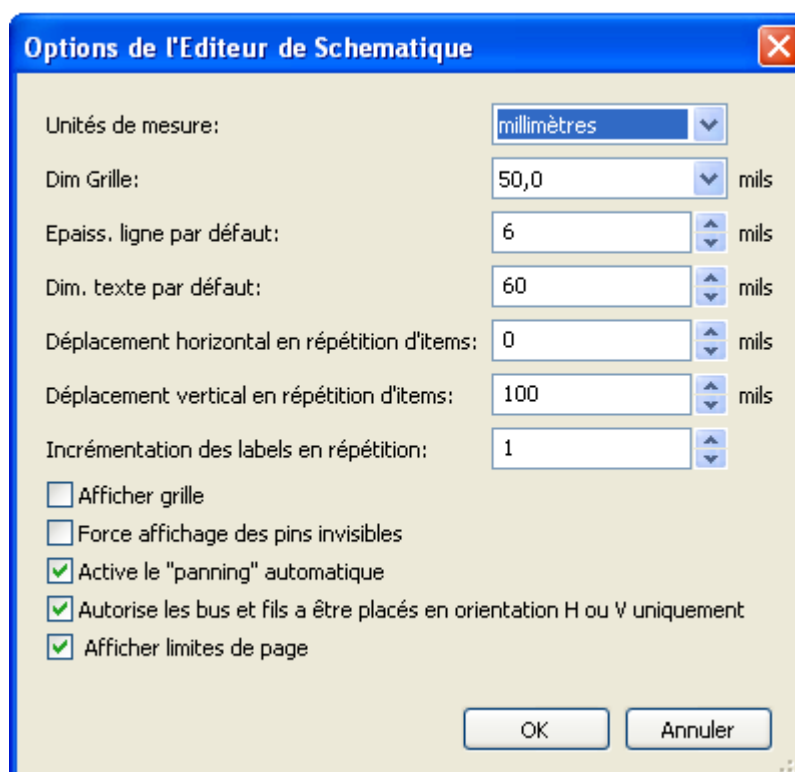 Options de l'Editeur de Schematique
Unités de mesure: millimètres
Dim Grille: 50,0 mils
Epaiss. ligne par défaut: 6 mils
Dim. texte par défaut: 60 mils
Déplacement horizontal en répétition d'items: 0 mils
Déplacement vertical en répétition d'items: 100 mils
Incrémentation des labels en répétition: 1
Afficher grille
Force affichage des pins invisibles
Active le "panning" automatique
Autorise les bus et fils a être placés en orientation H ou V uniquement
Afficher limites de page
OK Annuler